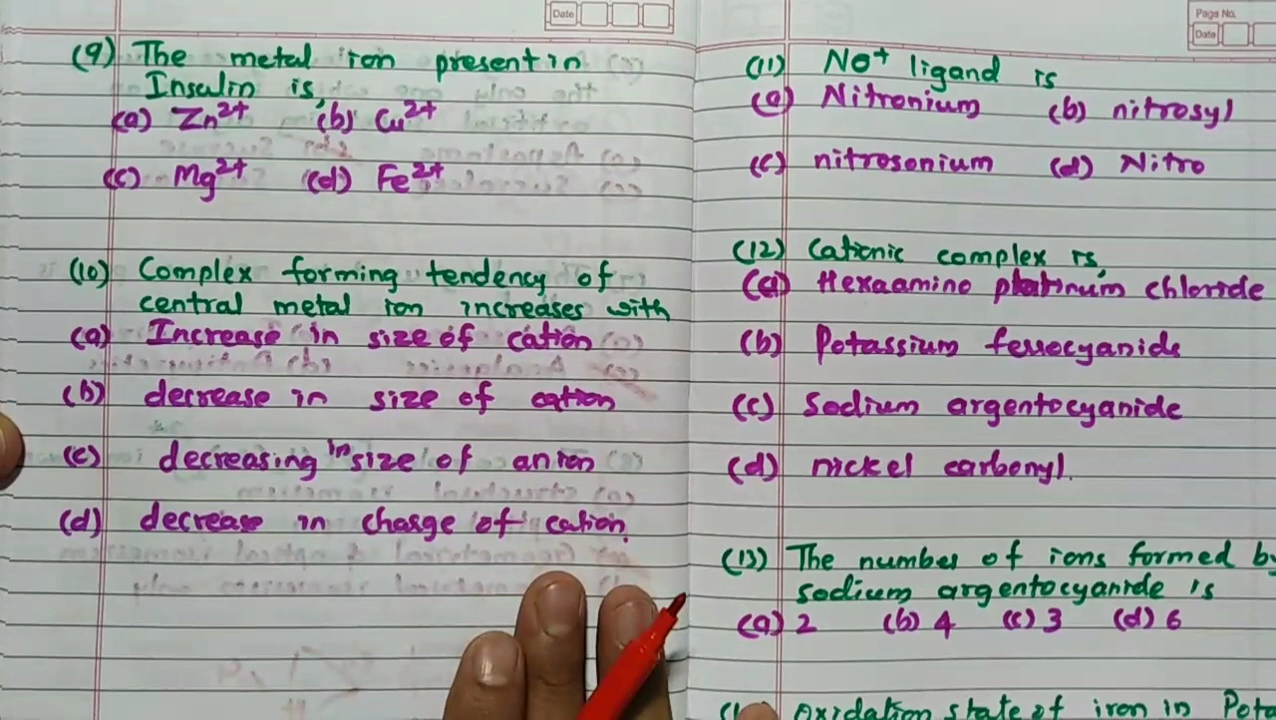 Date
(9) The metal ion present in
Insulin is,
(a) Zn2+ (b) Cu2+
(c) Mg2+ (d) Fe2+
(10) Complex forming tendency of
central metal ion increases with
(a) Increase in size of cation
(b) decrease in size of cation
(c) decreasing in size of anion
(d) decrease in charge of cation.
Page No.
Date
(11) NO+ ligand is
(a) Nitronium (b) nitrosyl
(c) nitrosonium (d) Nitro
(12) Cationic complex is,
(a) Hexaamino platinum chloride
(b) Potassium ferrocyanide
(c) Sodium argentocyanide
(d) nickel carbonyl.
(13) The number of ions formed by
sodium argentocyanide is
(a) 2 (b) 4 (c) 3 (d) 6
Oxidation state of iron in Pota